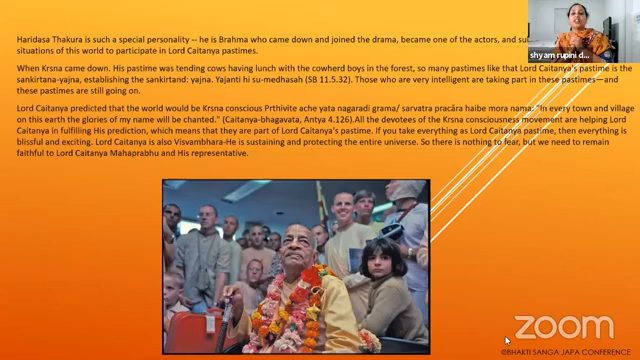 Haridasa Thakura is such a special personality -- he is Brahma who came down and joined the drama, became one of the actors, and su
situations of this world to participate in Lord Caitanya pastimes.
When Krsna came down. His pastime was tending cows having lunch with the cowherd boys in the forest, so many pastimes like that Lord Caitanya's pastime is the
sankirtana-yajna, establishing the sankirtand: yajna. Yajanti hi su-medhasah (SB 11.5.32). Those who are very intelligent are taking part in these pastimes—and
these pastimes are still going on.
Lord Caitanya predicted that the world would be Krsna conscious Prthivite ache yata nagaradi grama/ sarvatra pracāra haibe mora nama: "In every town and village
on this earth the glories of my name will be chanted." (Caitanya-bhagavata, Antya 4.126).All the devotees of the Krsna consciousness movement are helping Lord
Caitanya in fulfilling His prediction, which means that they are part of Lord Caitanya's pastime. If you take everything as Lord Caitanya pastime, then everything is
blissful and exciting. Lord Caitanya is also Visvambhara-He is sustaining and protecting the entire universe. So there is nothing to fear, but we need to remain
faithful to Lord Caitanya Mahaprabhu and His representative.
shyam rupini d...
zoom
©BHAKTI SANGA JAPA CONFERENCE